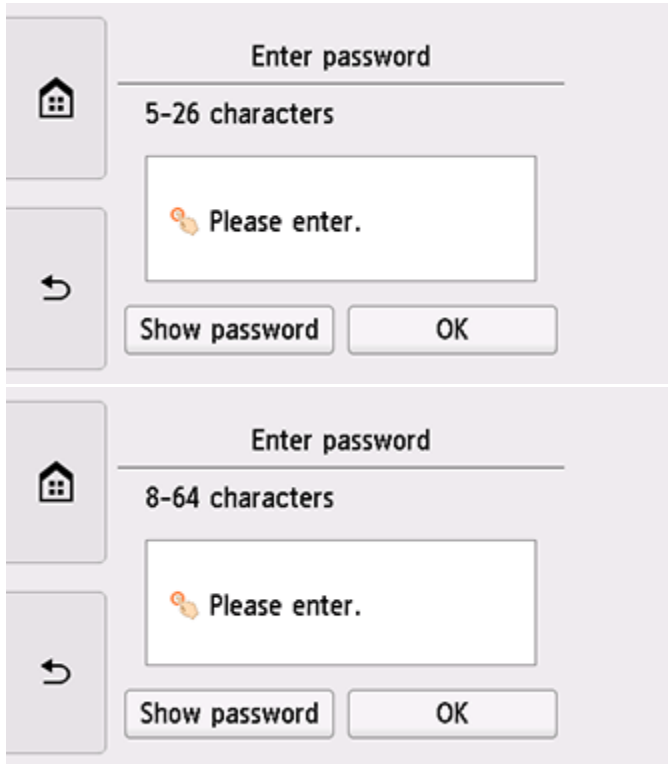 Enter password
5-26 characters
Please enter.
Show password
OK
Enter password
8-64 characters
Please enter.
Show password
OK